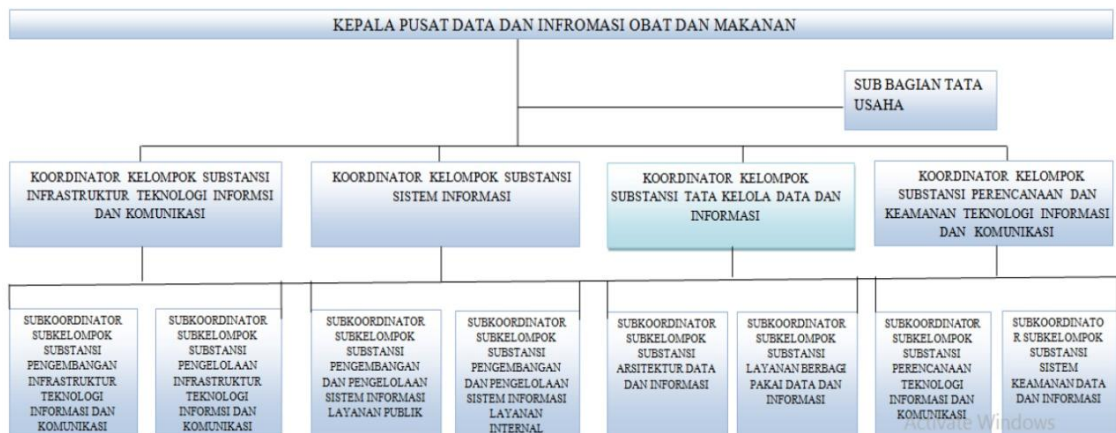 KEPALA PUSAT DATA DAN INFROMASI OBAT DAN MAKANAN
SUB BAGIAN TATA
USAHA
KOORDINATOR KELOMPOK SUBSTANSI
INFRASTRUKTUR TEKNOLOGI INFORMSI
DAN KOMUNIKASI
KOORDINATOR KELOMPOK SUBSTANSI
SISTEM INFORMASI
KOORDINATOR KELOMPOK
SUBSTANSI TATA KELOLA DATA DAN
INFORMASI
KOORDINATOR KELOMPOK
SUBSTANSI PERENCANAAN DAN
KEAMANAN TEKNOLOGI INFORMASI
DAN KOMUNIKASI
SUBKOORDINATOR
SUBKELOMPOK
SUBSTANSI
PENGEMBANGAN
INFRASTRUKTUR
TEKNOLOGI
INFORMASI DAN
KOMUNIKASI
SUBKOORDINATOR
SUBKELOMPOK
SUBSTANSI
PENGELOLAAN
INFRASTRUKTUR
TEKNOLOGI
INFORMSI DAN
KOMUNIKASI
SUBKOORDINATOR
SUBKELOMPOK
SUBSTANSI
PENGEMBANGAN
DAN PENGELOLAAN
SISTEM INFORMASI
LAYANAN PUBLIK
SUBKOORDINATOR
SUBKELOMPOK
SUBSTANSI
PENGEMBANGAN
DAN PENGELOLAAN
SISTEM INFORMASI
LAYANAN
INTERNAL
SUBKOORDINATOR
SUBKELOMPOK
SUBSTANSI
ARSITEKTUR DATA
DAN INFORMASI
SUBKOORDINATOR
SUBKELOMPOK
SUBSTANSI
LAYANAN BERBAGI
PAKAI DATA DAN
INFORMASI
SUBKOORDINATOR
SUBKELOMPOK
SUBSTANSI
PERENCANAAN
TEKNOLOGI
INFORMASI DAN
KOMUNIKASI
SUBKOORDINATO
R SUBKELOMPOK
SUBSTANSI
SISTEM
KEAMANAN DATA
DAN INFORMASI
Activate Windows